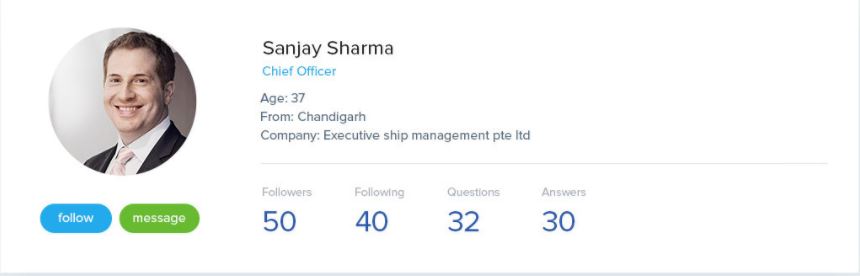 Sanjay Sharma
Chief Officer
Age: 37
From: Chandigarh
Company: Executive ship management pte ltd
Followers Following Questions Answers
50 40 32 30
follow message